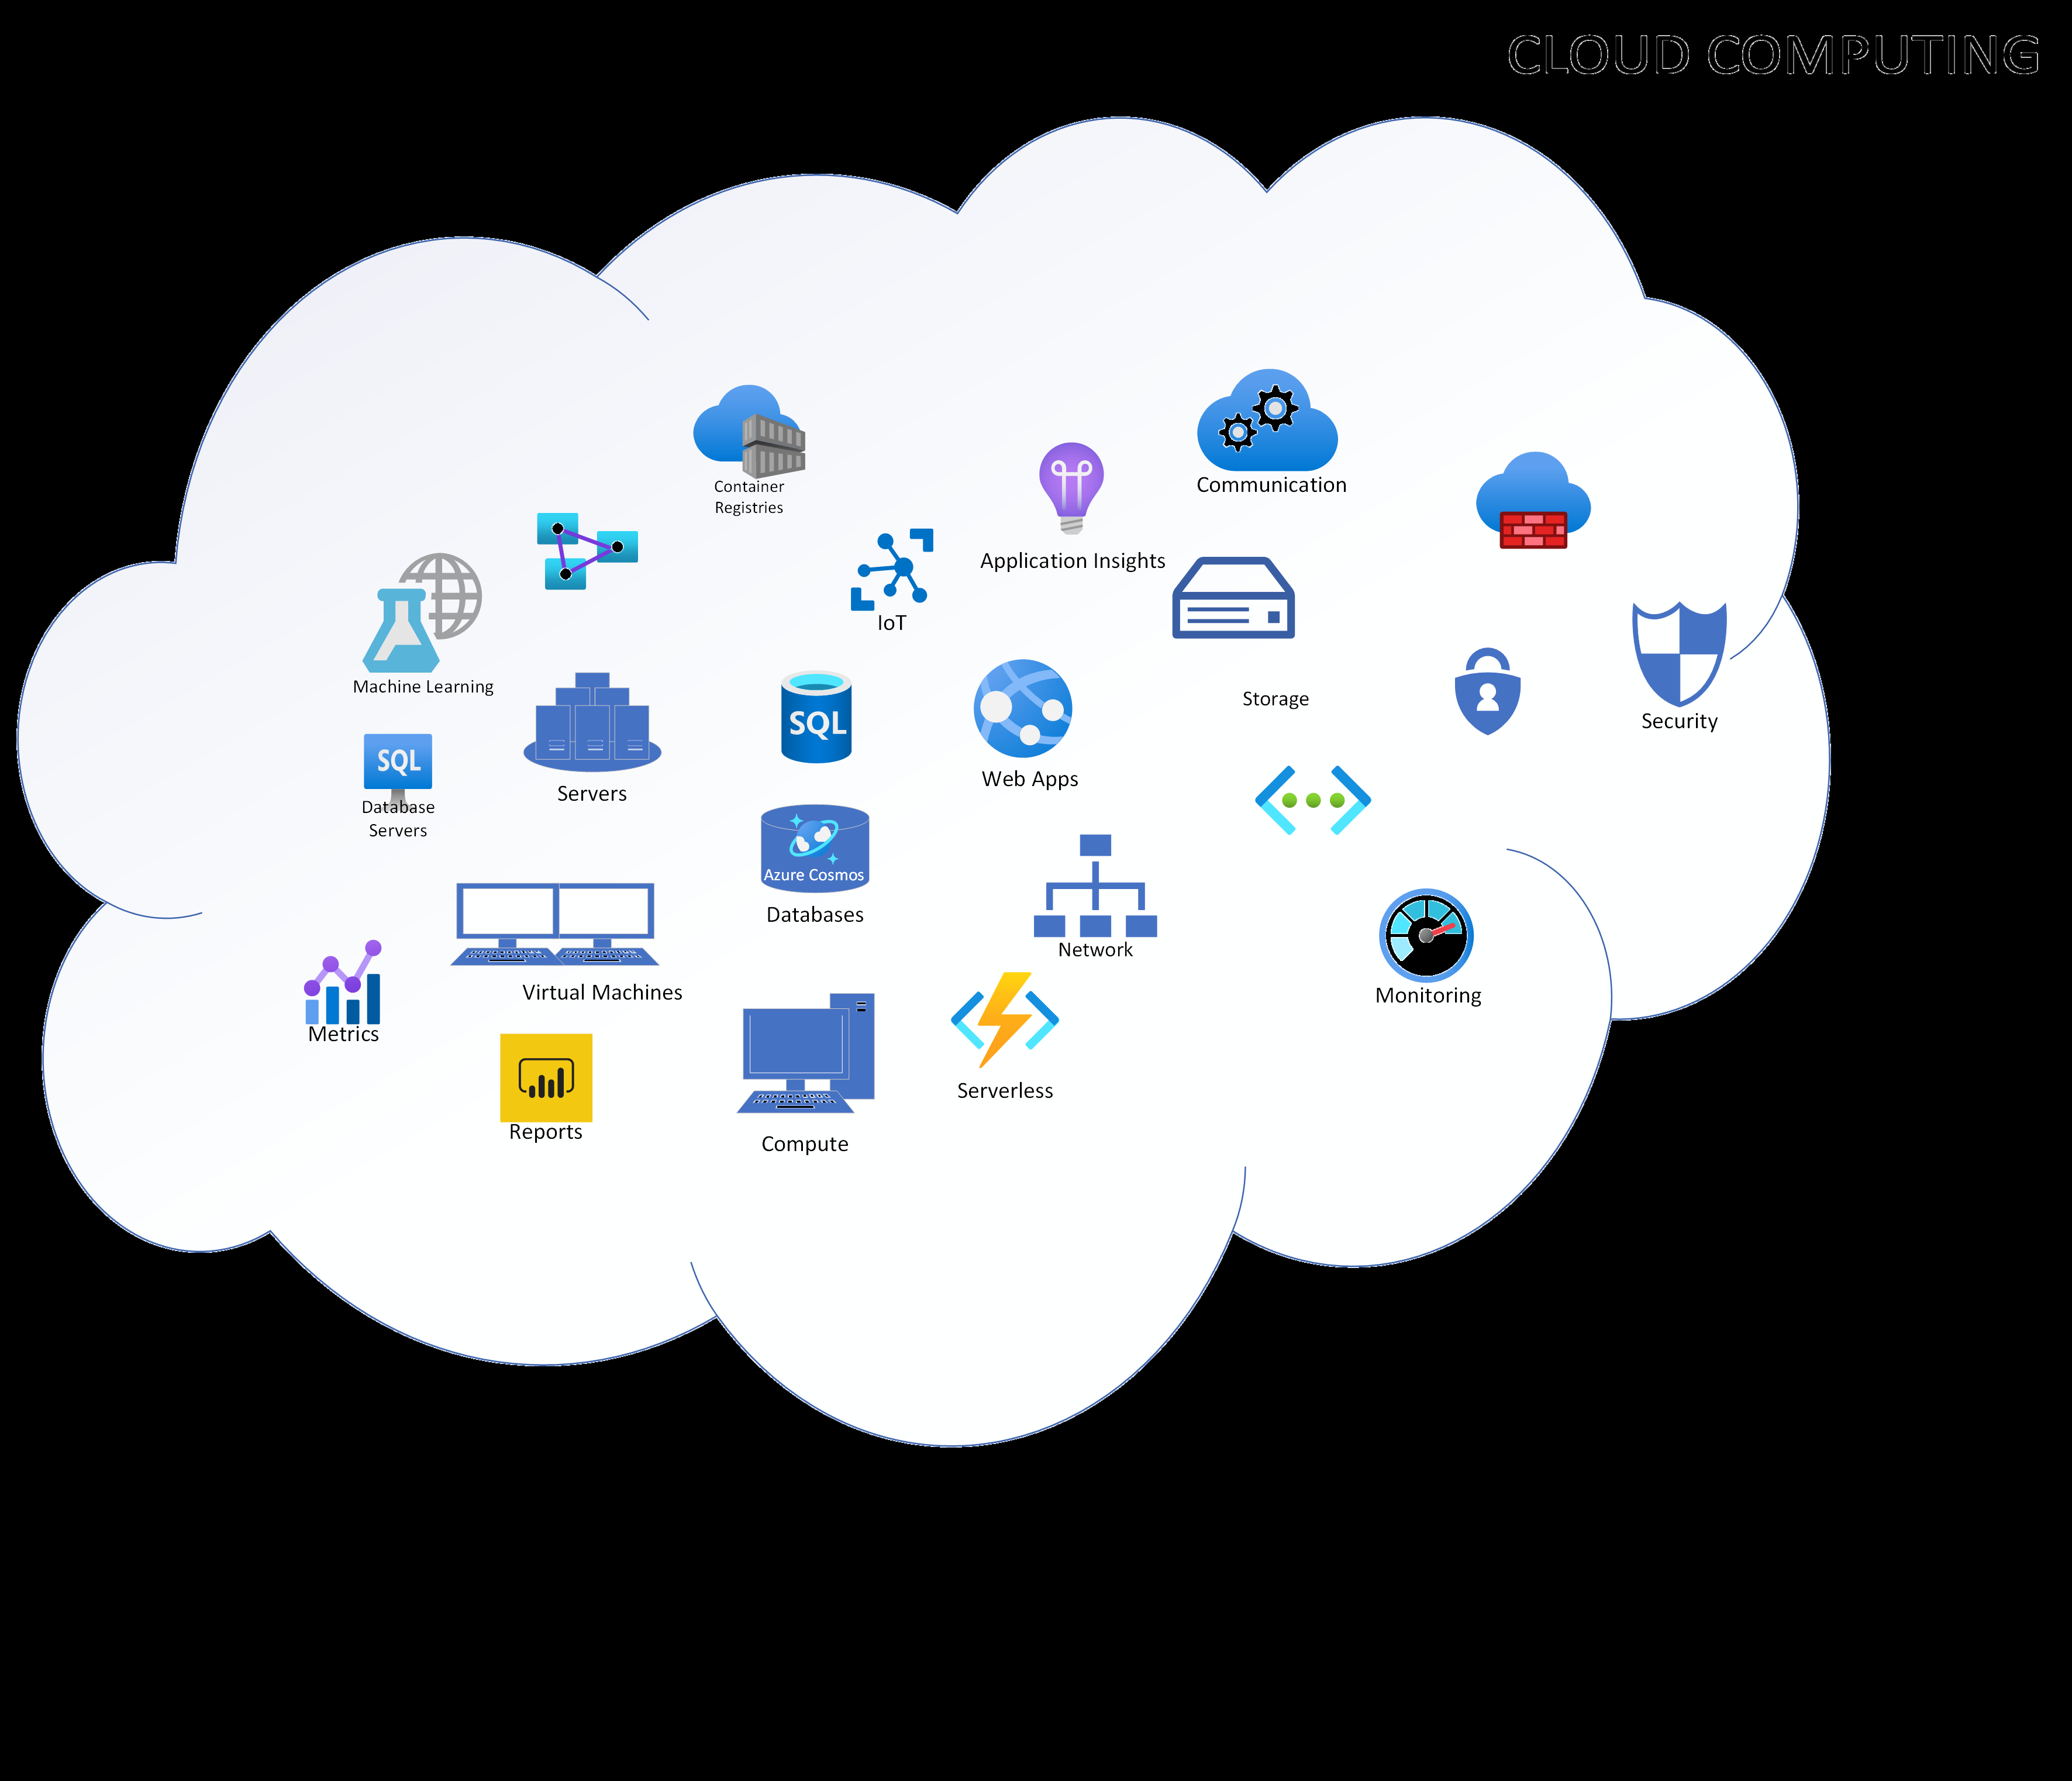 CLOUD COMPUTING
Container
Registries
Communication
Application Insights
IoT
Machine Learning
Storage
Security
SQL
SQL
Web Apps
Servers
Database
Servers
Azure Cosmos
Databases
Network
Virtual Machines
Monitoring
Metrics
Serverless
Reports
Compute